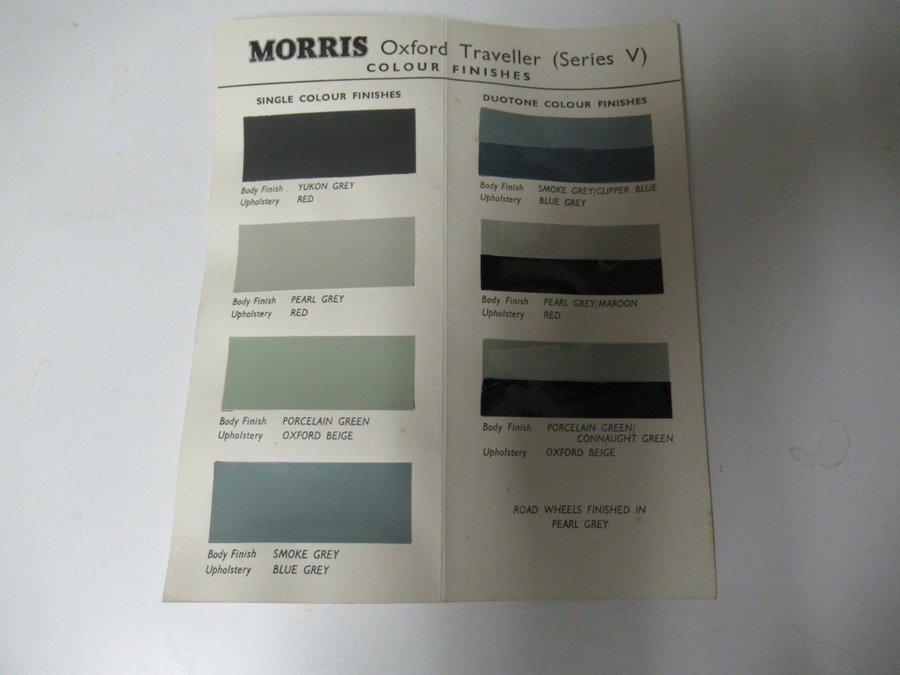 MORRIS Oxford Traveller (Series V)
COLOUR FINISHES
SINGLE COLOUR FINISHES
Body Finish YUKON GREY
Upholstery RED
Body Finish PEARL GREY
Upholstery RED
Body Finish PORCELAIN GREEN
Upholstery OXFORD BEIGE
Body Finish SMOKE GREY
Upholstery BLUE GREY
DUOTONE COLOUR FINISHES
Body Finish SMOKE GREY/CLIPPER BLUE
Upholstery BLUE GREY
Body Finish PEARL GREY/MAROON
Upholstery RED
Body Finish PORCELAIN GREEN/
CONNAUGHT GREEN
Upholstery OXFORD BEIGE
ROAD WHEELS FINISHED IN
PEARL GREY